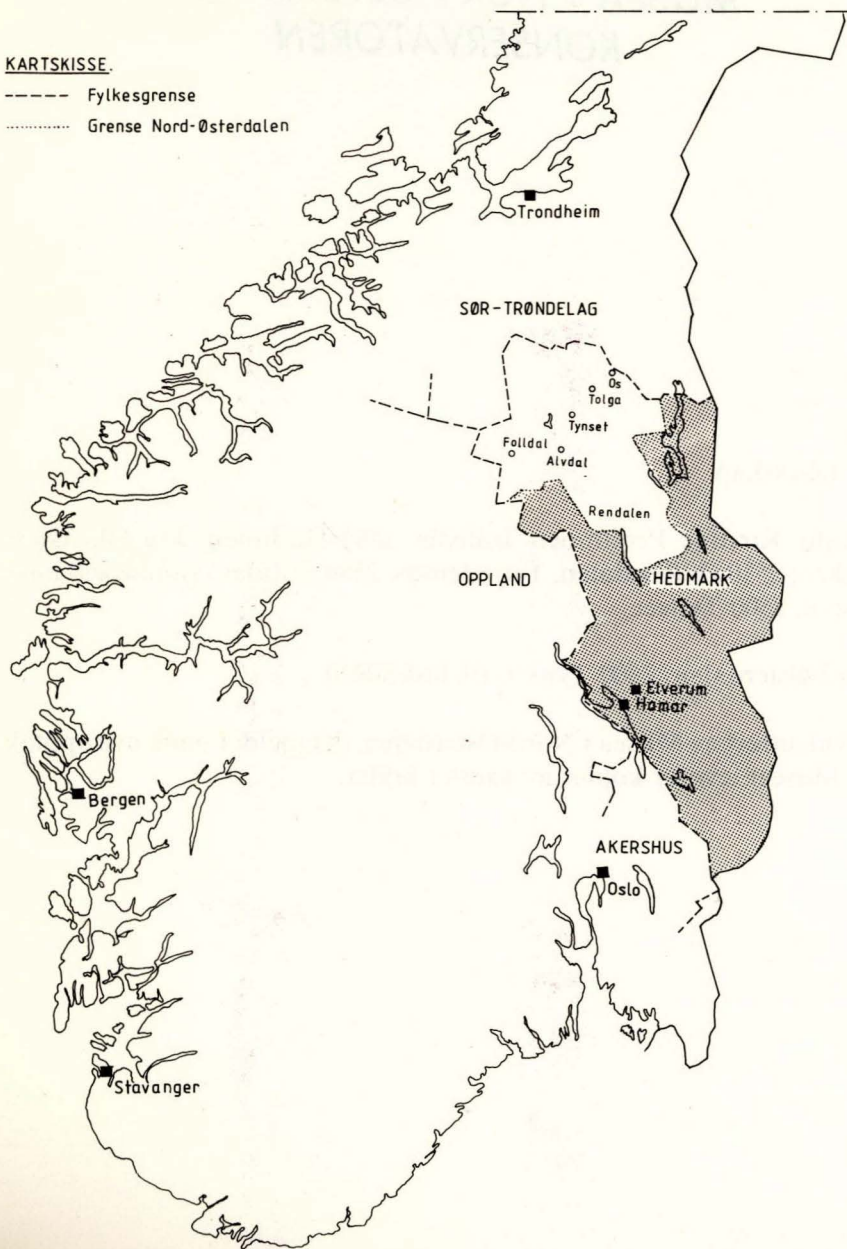 KARTSKISSE.
Fylkesgrense
Grense Nord-Østerdalen
Trondheim
SØR-TRØNDELAG
Os
Tolga
Tynset
Folldal
Alvdal
Rendalen
OPPLAND
HEDMARK
Elverum
Hamar
Bergen
AKERSHUS
Oslo
Stavanger